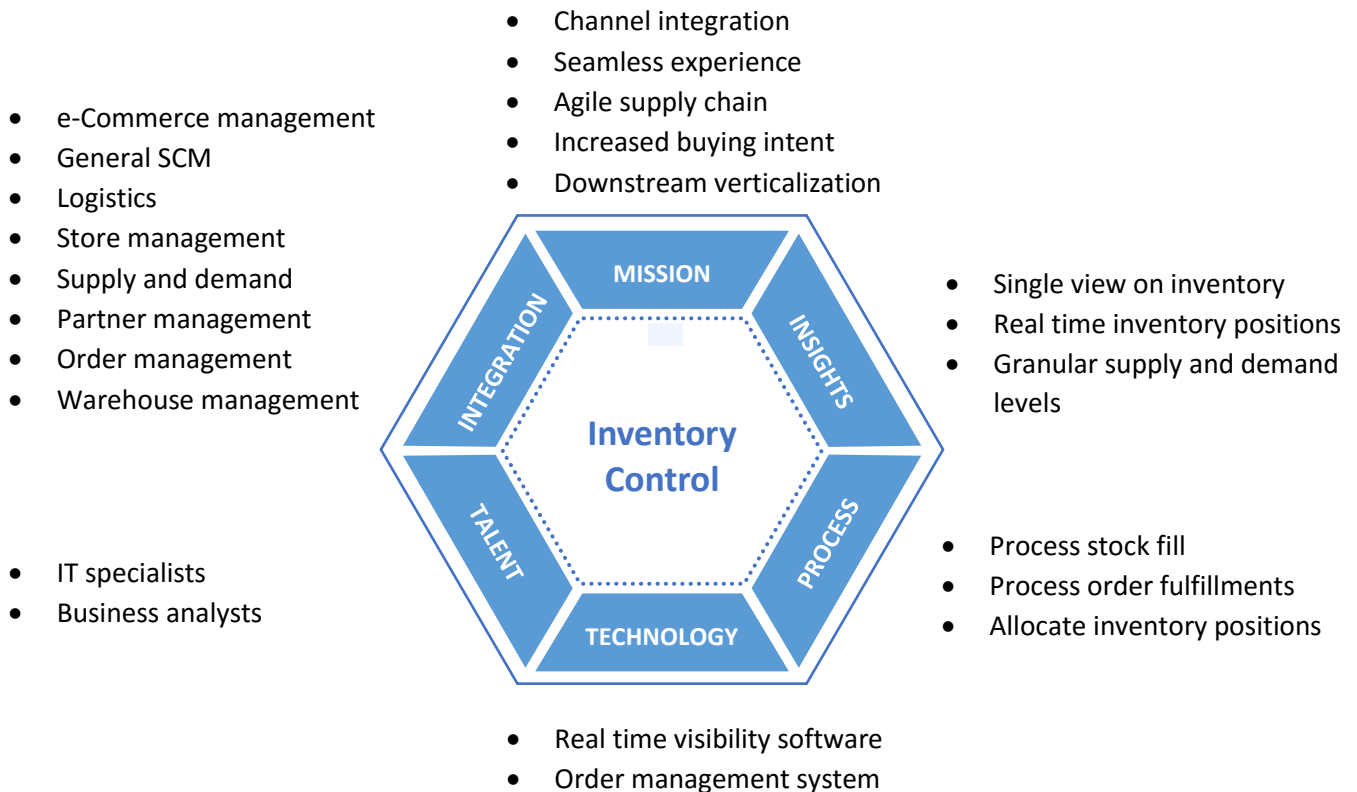 • Channel integration
• Seamless experience
• Agile supply chain
• Increased buying intent
• Downstream verticalization
• e-Commerce management
• General SCM
• Logistics
• Store management
• Supply and demand
• Partner management
• Order management
• Warehouse management
MISSION
INTEGRATION
INSIGHTS
• Single view on inventory
• Real time inventory positions
• Granular supply and demand
levels
Inventory
Control
TALENT
PROCESS
TECHNOLOGY
• IT specialists
• Business analysts
• Process stock fill
• Process order fulfillments
• Allocate inventory positions
• Real time visibility software
• Order management system